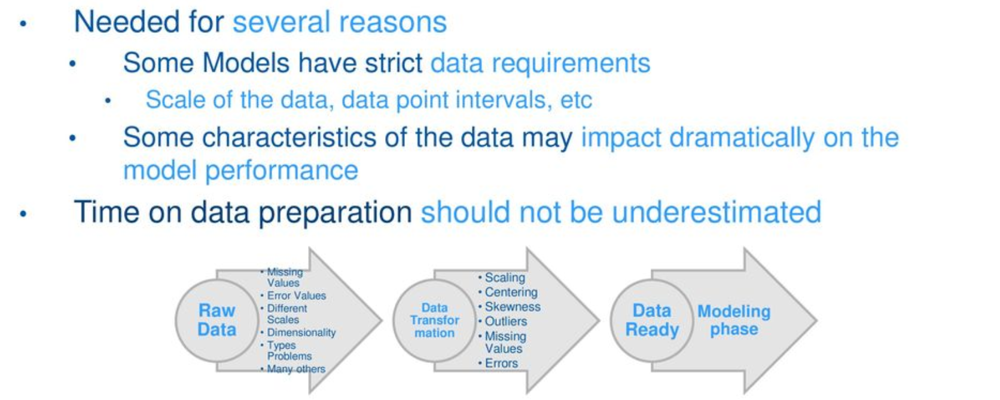 • Needed for several reasons
• Some Models have strict data requirements
• Scale of the data, data point intervals, etc
• Some characteristics of the data may impact dramatically on the
model performance
• Time on data preparation should not be underestimated
Raw
Data
• Missing
Values
• Error Values
• Different
Scales
• Dimensionality
• Types
Problems
• Many others
Data
Transfor
mation
• Scaling
• Centering
• Skewness
• Outliers
• Missing
Values
• Errors
Data
Ready
Modeling
phase